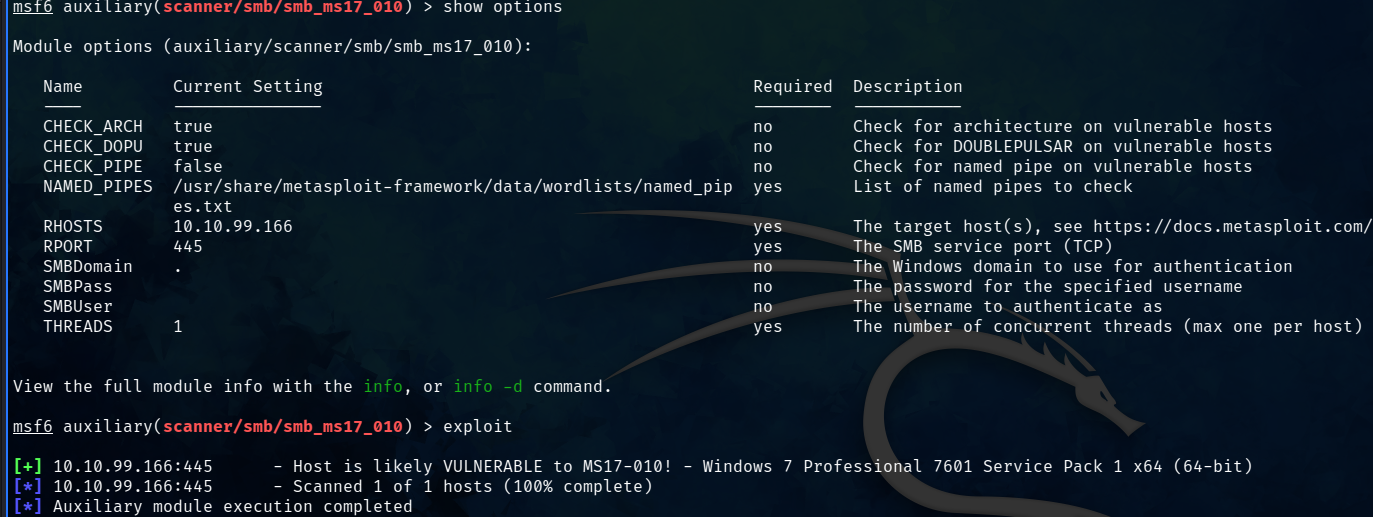 msf6 auxiliary(scanner/smb/smb_ms17_010) > show options
Module options (auxiliary/scanner/smb/smb_ms17_010):
Name Current Setting Required Description
---- --------------- -------- -----------
CHECK_ARCH true no Check for architecture on vulnerable hosts
CHECK_DOPU true no Check for DOUBLEPULSAR on vulnerable hosts
CHECK_PIPE false no Check for named pipe on vulnerable hosts
NAMED_PIPES /usr/share/metasploit-framework/data/wordlists/named_pip yes List of named pipes to check
es.txt
RHOSTS 10.10.99.166 yes The target host(s), see https://docs.metasploit.com/
RPORT 445 yes The SMB service port (TCP)
SMBDomain . no The Windows domain to use for authentication
SMBPass no The password for the specified username
SMBUser no The username to authenticate as
THREADS 1 yes The number of concurrent threads (max one per host)
View the full module info with the info, or info -d command.
msf6 auxiliary(scanner/smb/smb_ms17_010) > exploit
[+] 10.10.99.166:445 - Host is likely VULNERABLE to MS17-010! - Windows 7 Professional 7601 Service Pack 1 x64 (64-bit)
[*] 10.10.99.166:445 - Scanned 1 of 1 hosts (100% complete)
[*] Auxiliary module execution completed